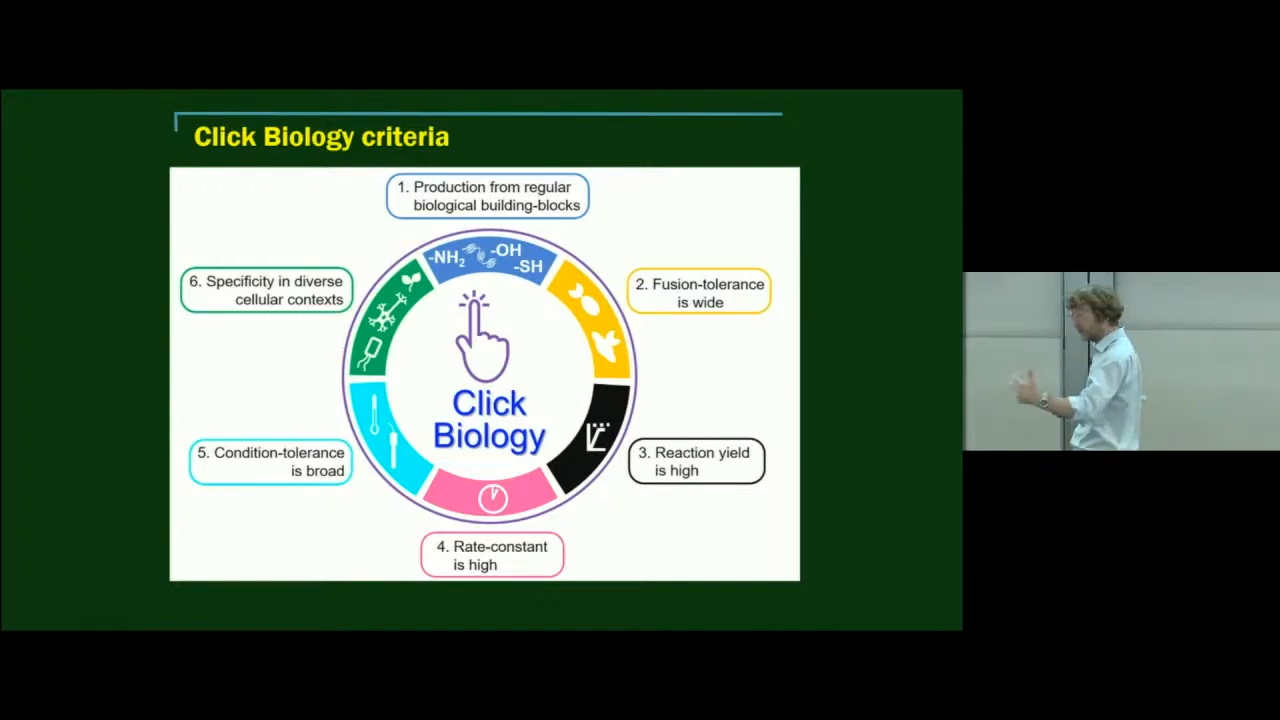 Click Biology criteria
1. Production from regular
biological building-blocks
-NH2
-OH
-SH
6. Specificity in diverse
cellular contexts
2. Fusion-tolerance
is wide
Click
Biology
5. Condition-tolerance
is broad
3. Reaction yield
is high
4. Rate-constant
is high